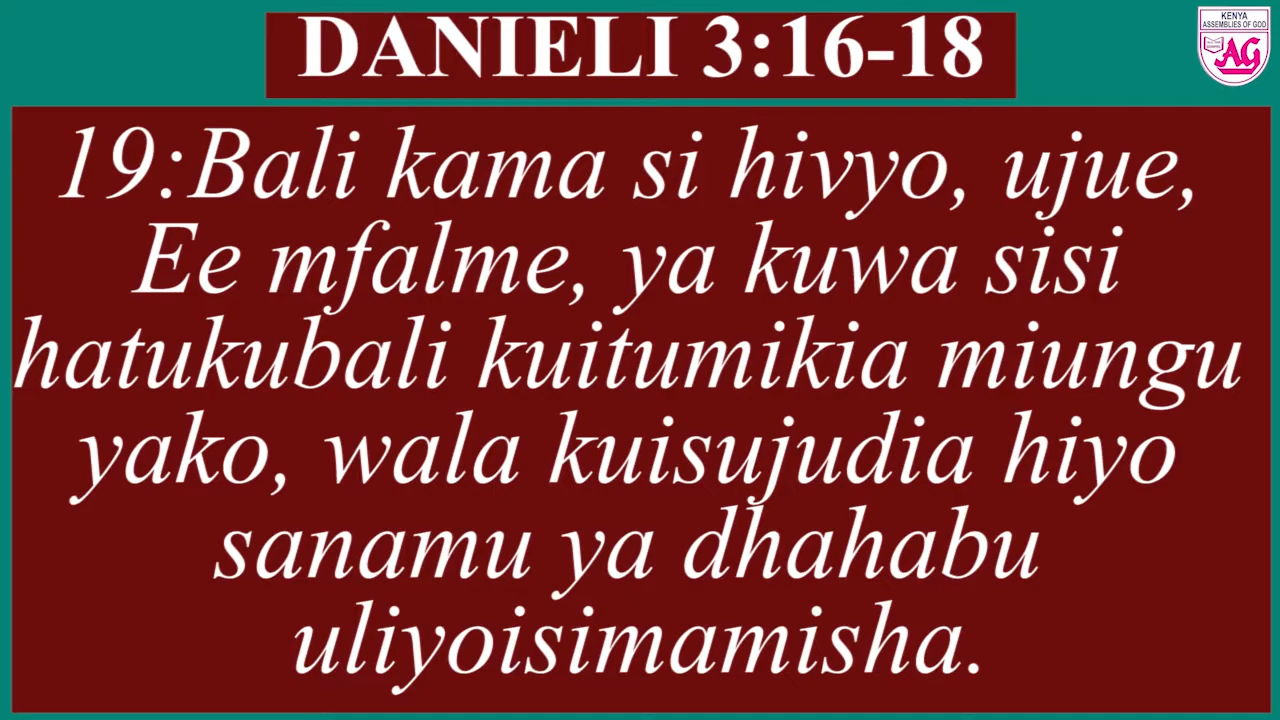 DANIELI 3:16-18
KENYA
ASSEMBLIES OF GOD
AG
19:Bali kama si hivyo, ujue,
Ee mfalme, ya kuwa sisi
hatukubali kuitumikia miungu
yako, wala kuisujudia hiyo
sanamu ya dhahabu
uliyoisimamisha.